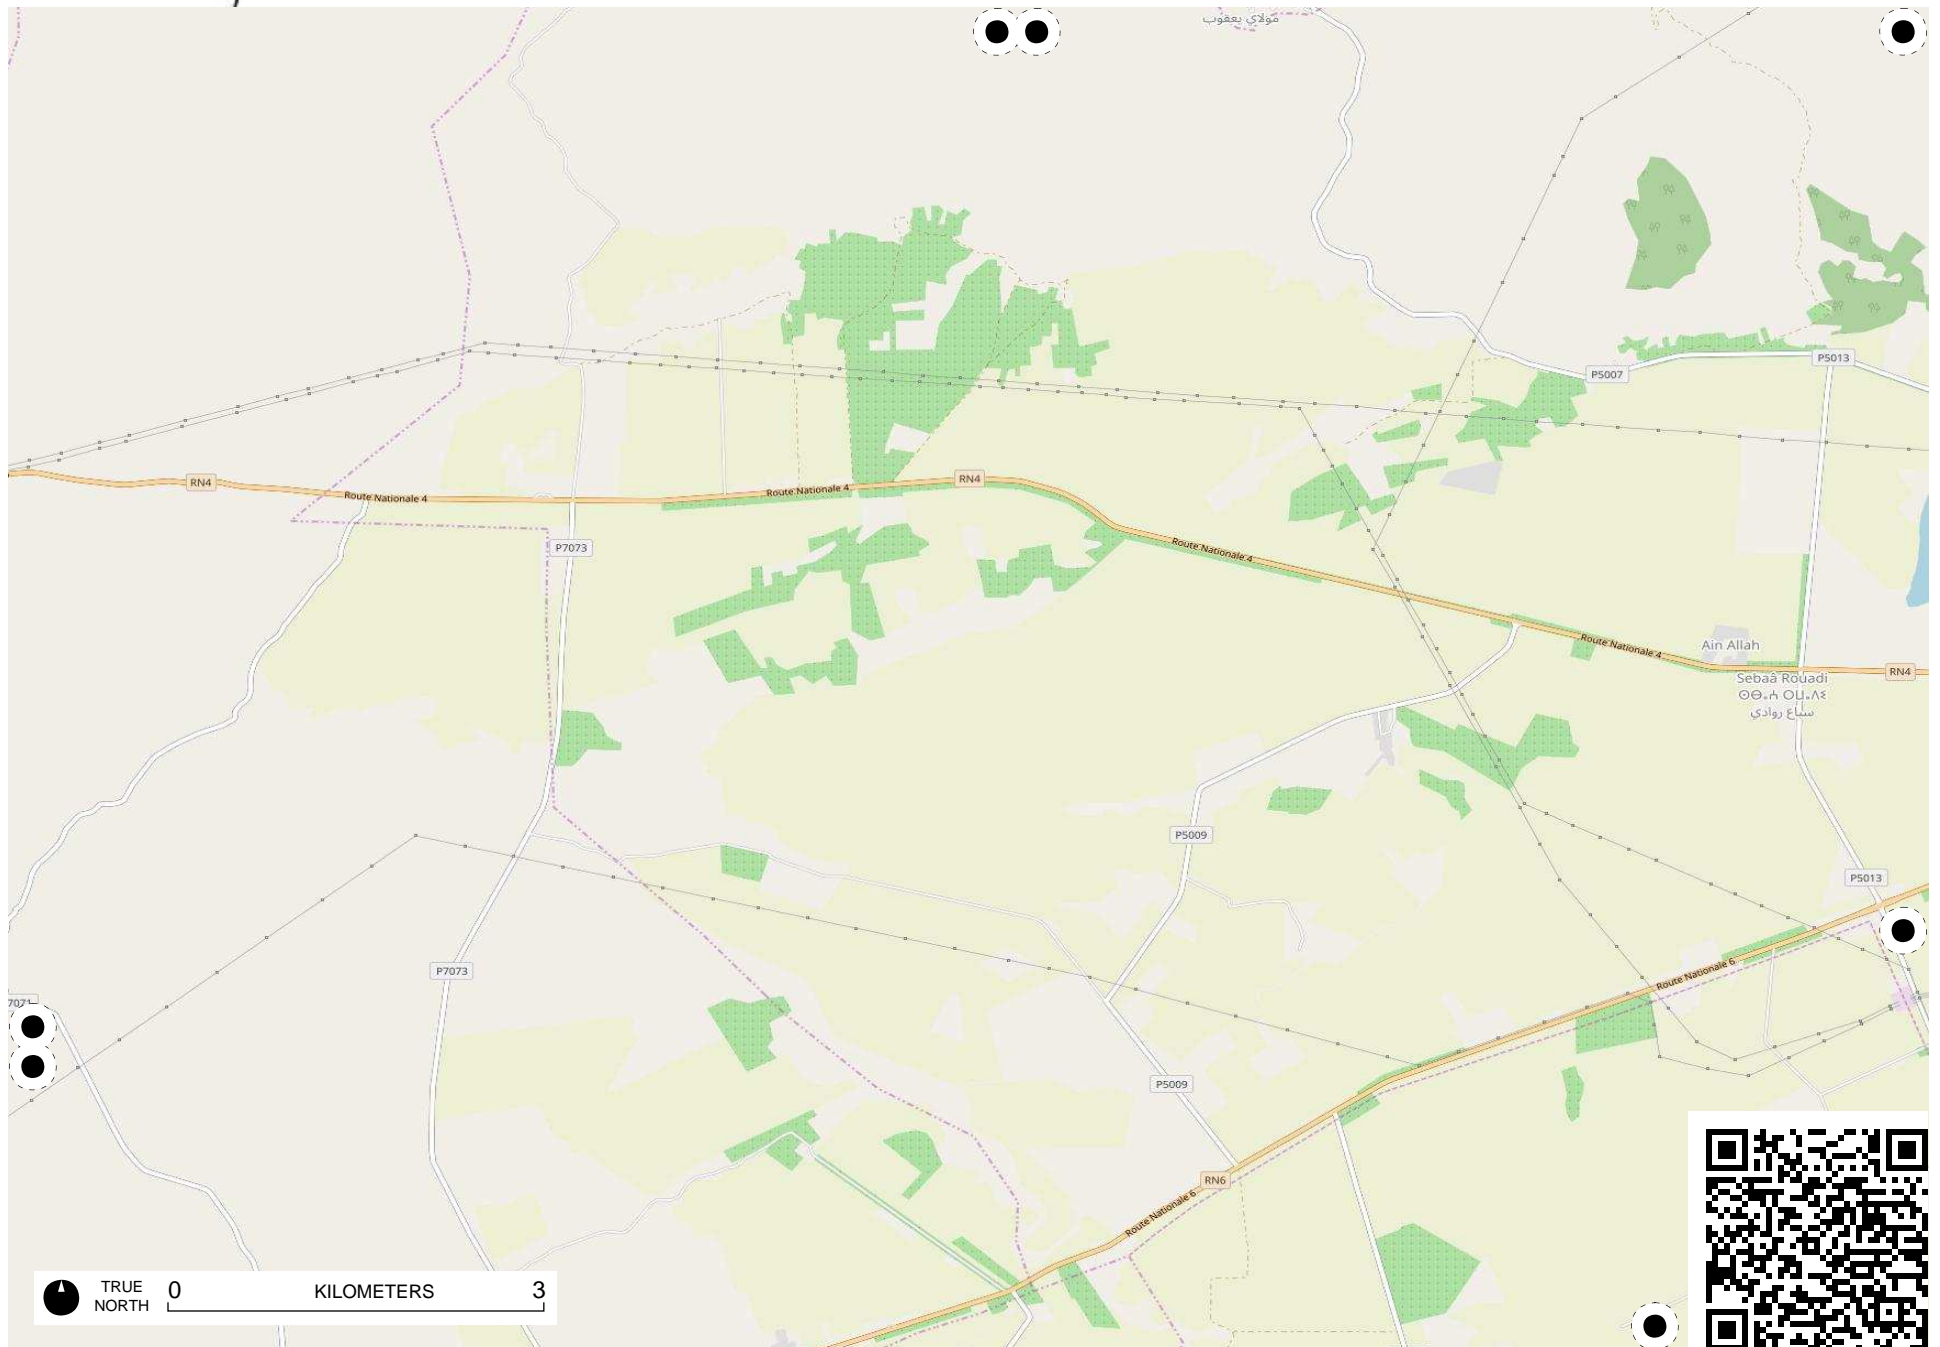 مولاي يعقوب
P5013
P5007
RN4
RN4
Route Nationale 4
Route Nationale 4
P7073
Route Nationale 4
Route Nationale 4
Ain Allah
RN4
Sebaâ Rouadi
ⵙⴱⴰⵄ ⵔⵡⴰⴷⵉ
سباع روادي
P5009
P5013
P7073
Route Nationale 6
7071
P5009
RN6
Route Nationale 6
TRUE
NORTH
0 KILOMETERS 3